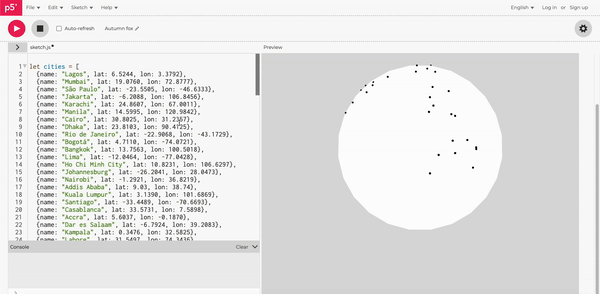 p5*
File Edit Sketch Help English Log in or Sign up
Auto-refresh Autumn for
sketch.js
Preview
1 let cities = [
2 {name: "Lagos", lat: 6.5244, lon: 3.3792},
3 {name: "Mumbai", lat: 19.0760, lon: 72.8777},
4 {name: "São Paulo", lat: -23.5505, lon: -46.6333},
5 {name: "Jakarta", lat: -6.2088, lon: 106.8456},
6 {name: "Karachi", lat: 24.8607, lon: 67.0011},
7 {name: "Manila", lat: 14.5995, lon: 120.9842},
8 {name: "Cairo", lat: 30.8025, lon: 31.2357},
9 {name: "Dhaka", lat: 23.8103, lon: 90.4125},
10 {name: "Rio de Janeiro", lat: -22.9068, lon: -43.1729},
11 {name: "Bogotá", lat: 4.7110, lon: -74.0721},
12 {name: "Bangkok", lat: 13.7563, lon: 100.5018},
13 {name: "Lima", lat: -12.0464, lon: -77.0428},
14 {name: "Ho Chi Minh City", lat: 10.8231, lon: 106.6297},
15 {name: "Johannesburg", lat: -26.2041, lon: 28.0473},
16 {name: "Nairobi", lat: -1.2921, lon: 36.8219},
17 {name: "Addis Ababa", lat: 9.03, lon: 38.74},
18 {name: "Kuala Lumpur", lat: 3.1390, lon: 101.6869},
19 {name: "Santiago", lat: -33.4489, lon: -70.6693},
20 {name: "Casablanca", lat: 33.5731, lon: 7.5898},
21 {name: "Accra", lat: 5.6037, lon: -0.1870},
22 {name: "Dar es Salaam", lat: -6.7924, lon: 39.2083},
23 {name: "Kampala", lat: 0.3476, lon: 32.5825},
24 {name: "Lahore", lat: 31.5497, lon: 74.3436},
Console Clear